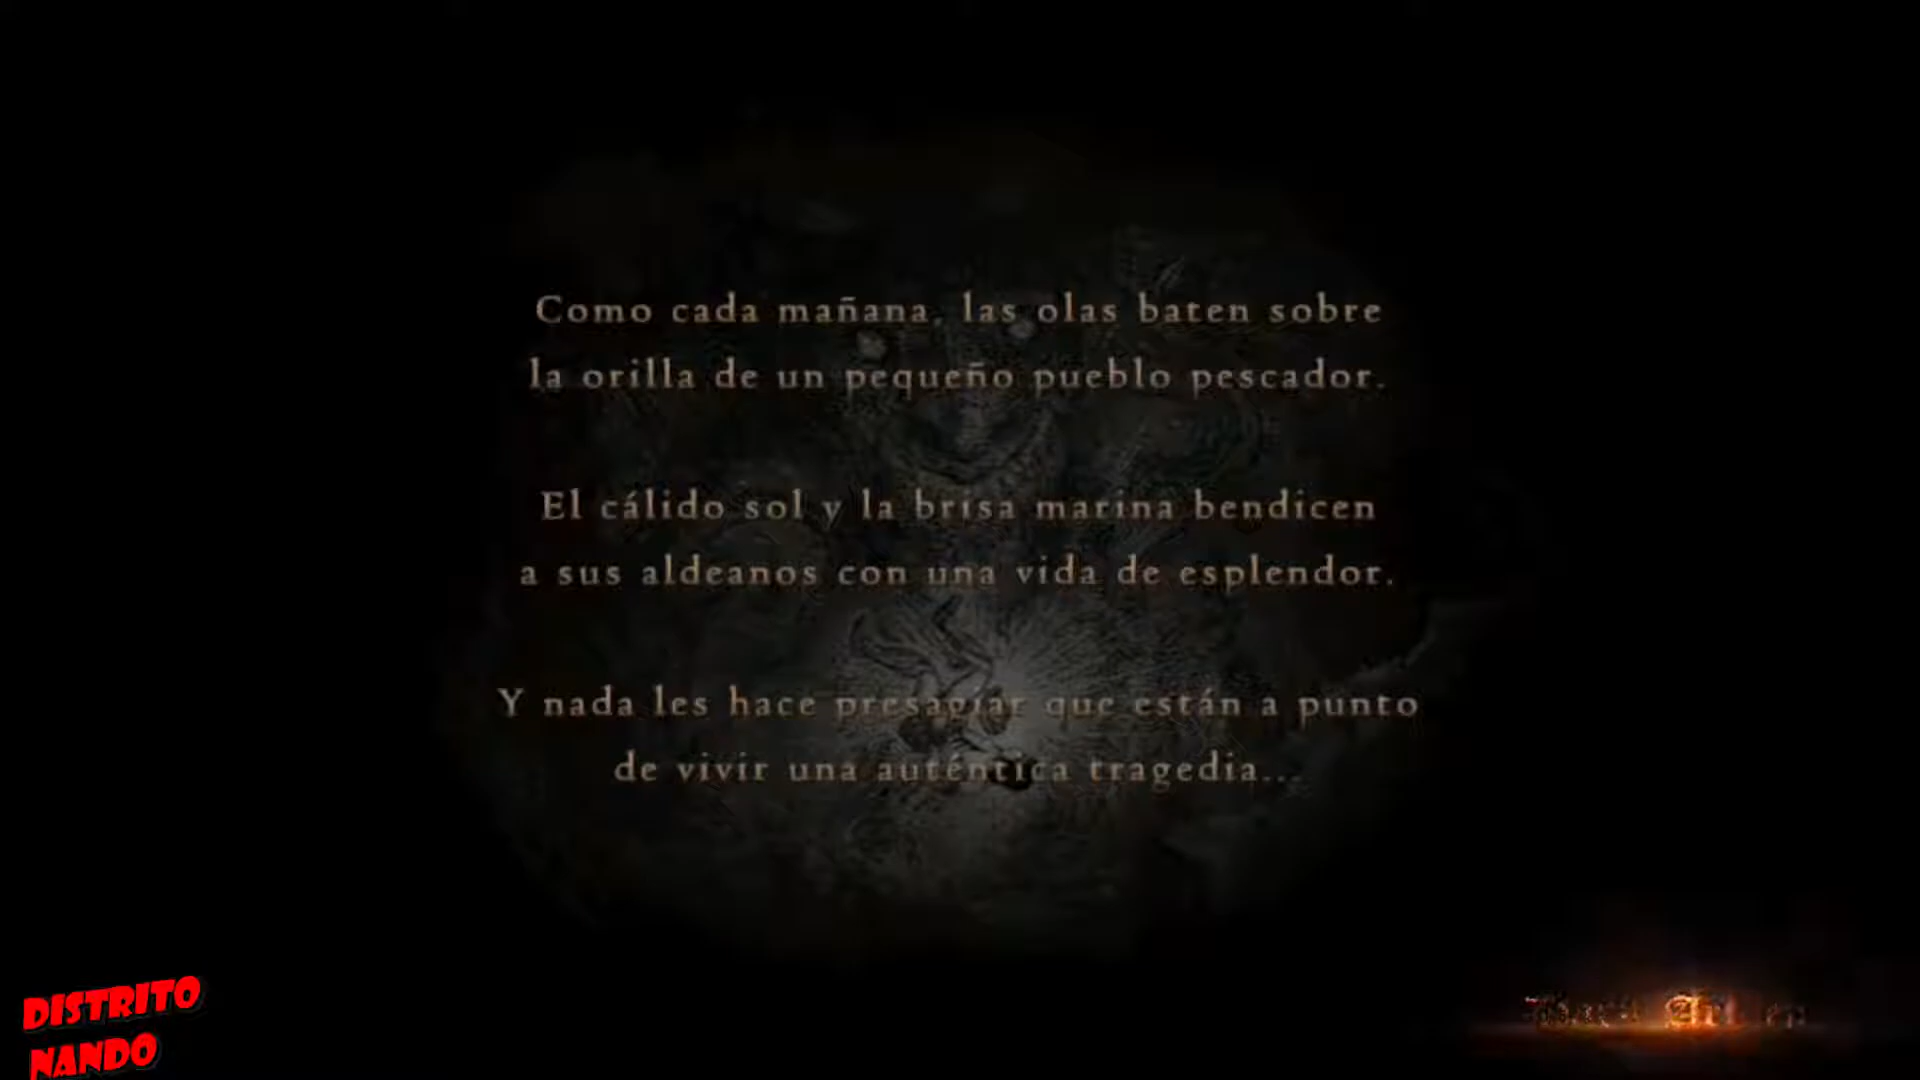 Como cada mañana, las olas baten sobre
la orilla de un pequeño pueblo pescador.
El cálido sol y la brisa marina bendicen
a sus aldeanos con una vida de esplendor.
Y nada les hace presagiar que están a punto
de vivir una auténtica tragedia...
DISTRITO
NANDO